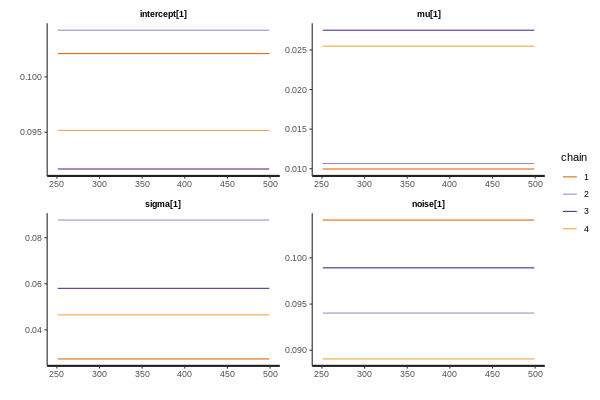 intercept[1]
mu[1]
0.100
0.095
250 300 350 400 450 500
0.025
0.020
0.015
0.010
250 300 350 400 450 500
sigma[1]
noise[1]
0.08
0.06
0.04
250 300 350 400 450 500
0.100
0.095
0.090
250 300 350 400 450 500
chain
1
2
3
4